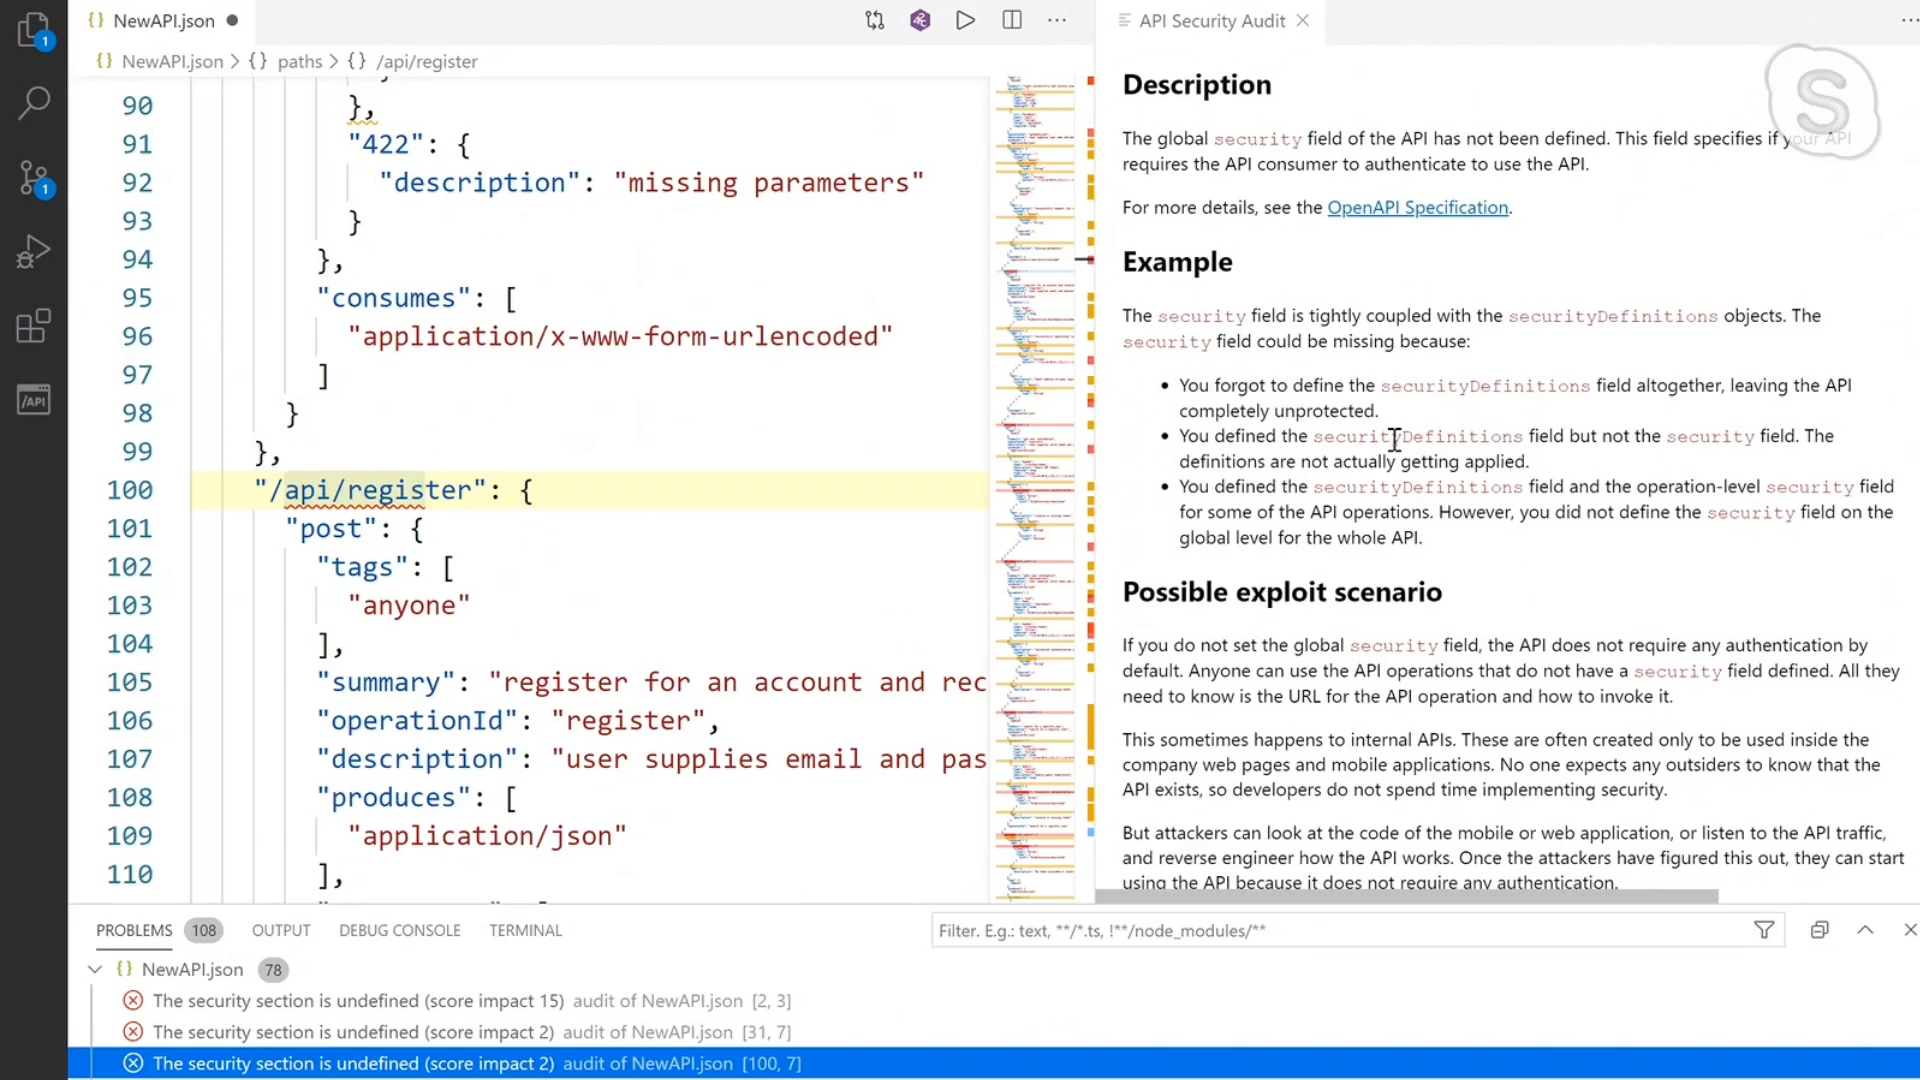 NewAPI.json
API Security Audit
NewAPI.json > {} paths > {} /api/register
1
1
/API
90 },
91 "422": {
92 "description": "missing parameters"
93 }
94 },
95 "consumes": [
96 "application/x-www-form-urlencoded"
97 ]
98 }
99 },
100 "/api/register": {
101 "post": {
102 "tags": [
103 "anyone"
104 ],
105 "summary": "register for an account and rec
106 "operationId": "register",
107 "description": "user supplies email and pas
108 "produces": [
109 "application/json"
110 ],
Description
The global security field of the API has not been defined. This field specifies if your API
requires the API consumer to authenticate to use the API.
For more details, see the OpenAPI Specification.
Example
The security field is tightly coupled with the securityDefinitions objects. The
security field could be missing because:
• You forgot to define the securityDefinitions field altogether, leaving the API
completely unprotected.
• You defined the securityDefinitions field but not the security field. The
definitions are not actually getting applied.
• You defined the securityDefinitions field and the operation-level security field
for some of the API operations. However, you did not define the security field on the
global level for the whole API.
Possible exploit scenario
If you do not set the global security field, the API does not require any authentication by
default. Anyone can use the API operations that do not have a security field defined. All they
need to know is the URL for the API operation and how to invoke it.
This sometimes happens to internal APIs. These are often created only to be used inside the
company web pages and mobile applications. No one expects any outsiders to know that the
API exists, so developers do not spend time implementing security.
But attackers can look at the code of the mobile or web application, or listen to the API traffic,
and reverse engineer how the API works. Once the attackers have figured this out, they can start
using the API because it does not require any authentication.
PROBLEMS 108 OUTPUT DEBUG CONSOLE TERMINAL
Filter. E.g.: text, **/*.ts, !**/node_modules/**
{} NewAPI.json 78
The security section is undefined (score impact 15) audit of NewAPI.json [2, 3]
The security section is undefined (score impact 2) audit of NewAPI.json [31, 7]
The security section is undefined (score impact 2) audit of NewAPI.json [100, 7]